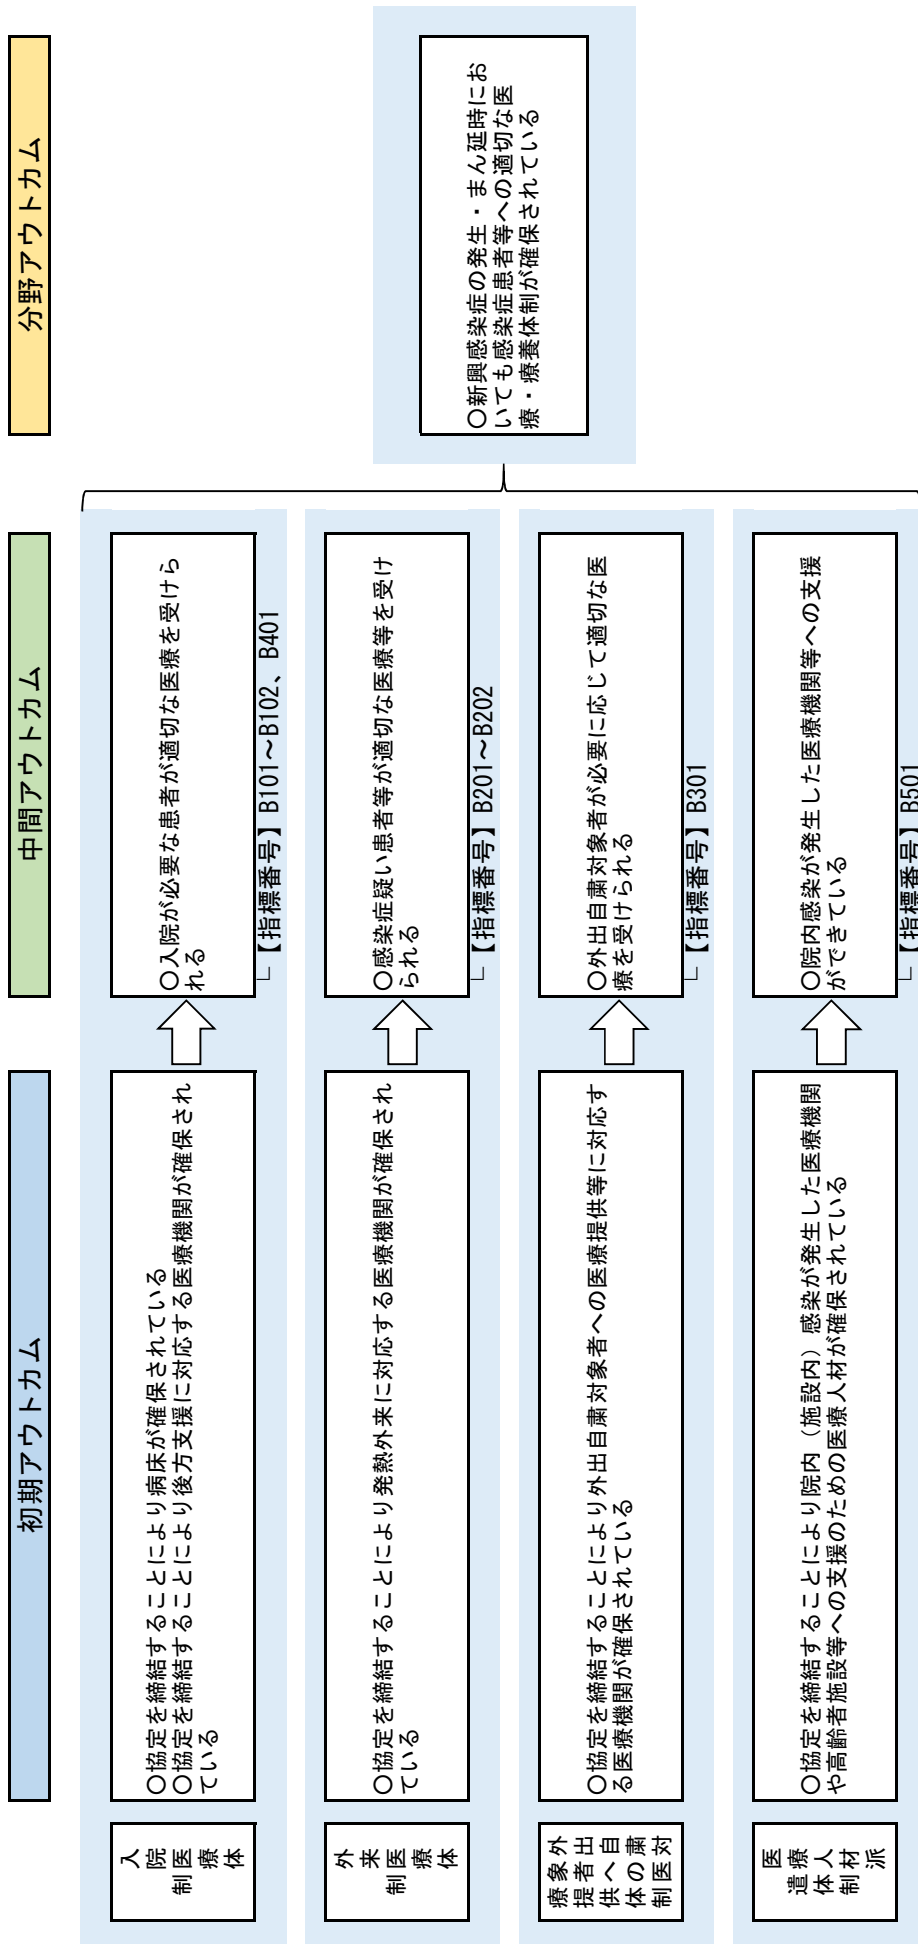 初期アウトカム
中間アウトカム
分野アウトカム
入院医療体
制
〇協定を締結することにより病床が確保されている
〇協定を締結することにより後方支援に対応する医療機関が確保され
ている
〇入院が必要な患者が適切な医療を受けら
れる
└【指標番号】B101～B102、B401
外来医療体
制
〇協定を締結することにより発熱外来に対応する医療機関が確保され
ている
〇感染症疑い患者等が適切な医療等を受け
られる
└【指標番号】B201～B202
外出自粛対
象者への医
療提供体制
〇協定を締結することにより外出自粛対象者への医療提供等に対応す
る医療機関が確保されている
〇外出自粛対象者が必要に応じて適切な医
療を受けられる
└【指標番号】B301
医療人材派
遣体制
〇協定を締結することにより院内（施設内）感染が発生した医療機関
や高齢者施設等への支援のための医療人材が確保されている
〇院内感染が発生した医療機関等への支援
ができている
└【指標番号】B501
〇新興感染症の発生・まん延時にお
いても感染症患者等への適切な医
療・療養体制が確保されている